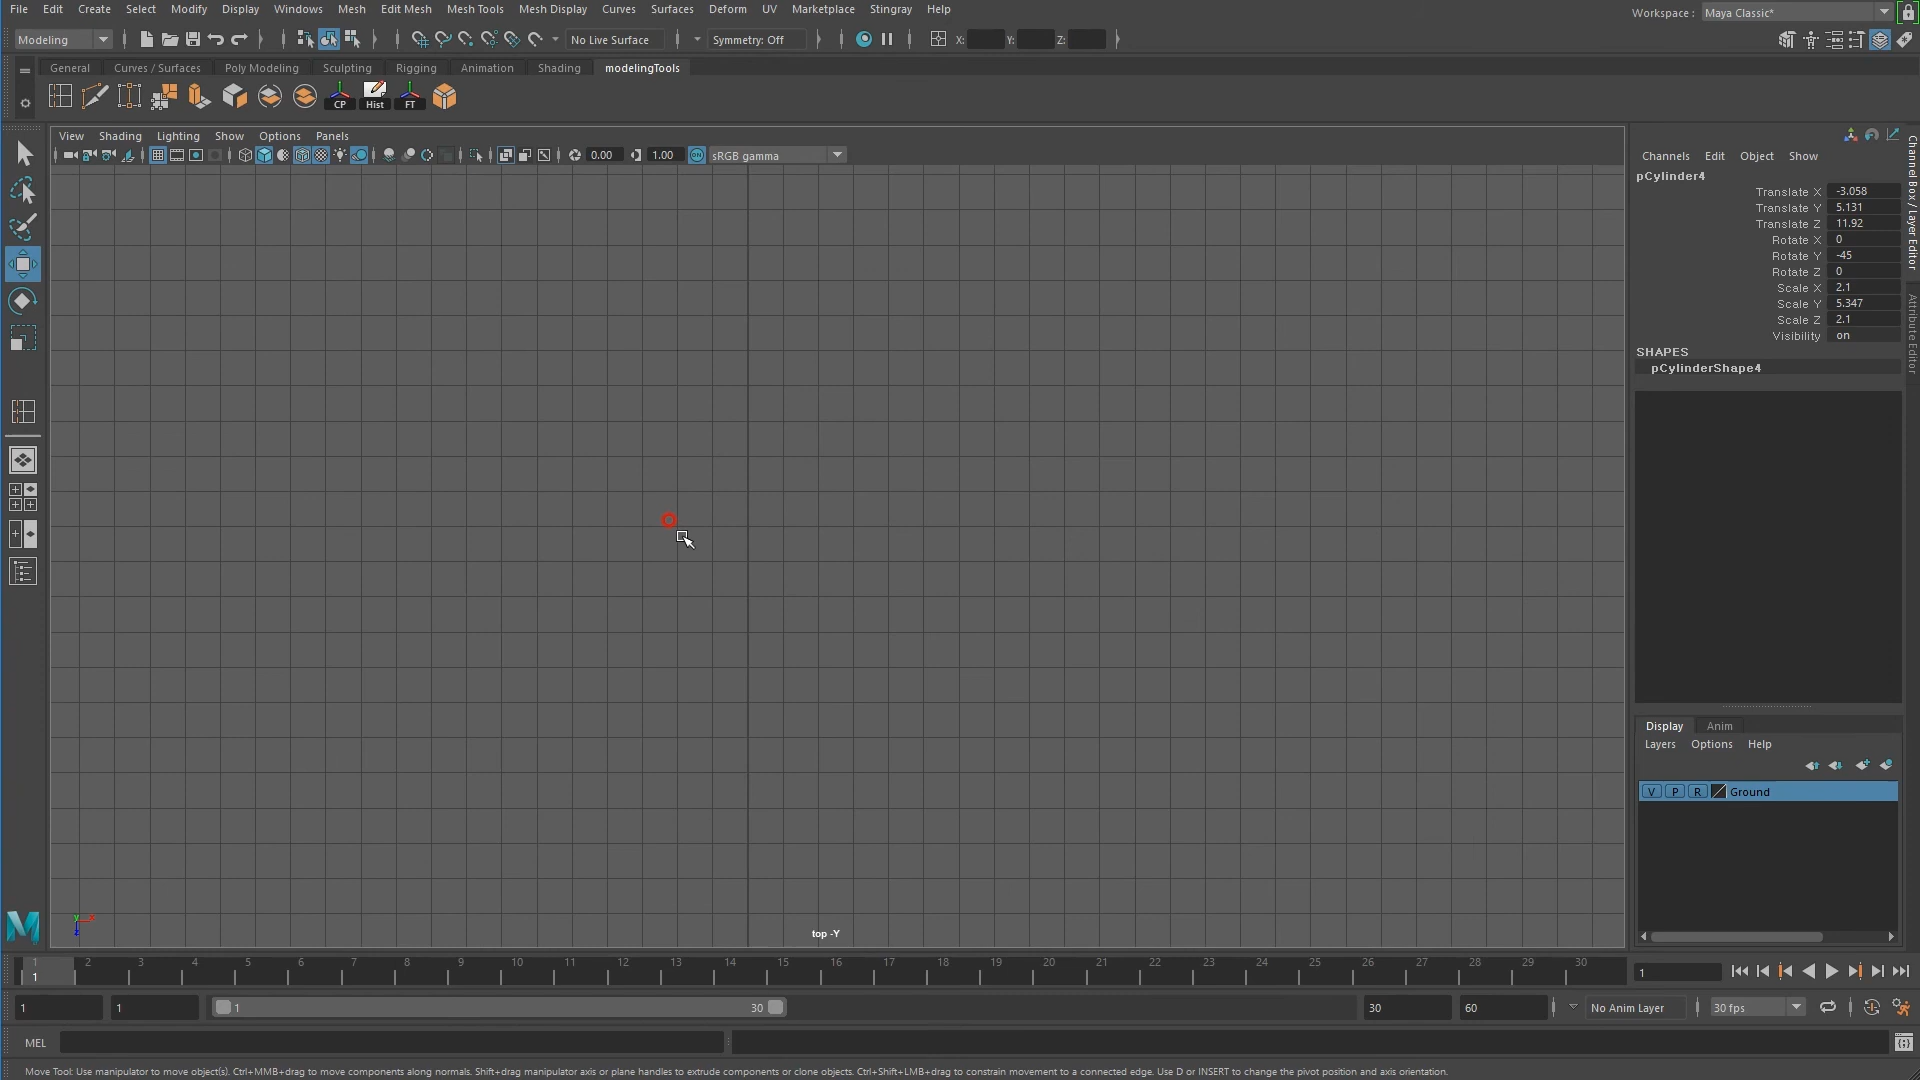 File Edit Create Select Modify Display Windows Mesh Edit Mesh Mesh Tools Mesh Display Curves Surfaces Deform UV Marketplace Stingray Help
Workspace : Maya Classic*
Modeling No Live Surface Symmetry: Off X: Y: Z:
General Curves / Surfaces Poly Modeling Sculpting Rigging Animation Shading modelingTools
CP Hist FT
View Shading Lighting Show Options Panels
0.00 1.00 ON sRGB gamma
Channels Edit Object Show
pCylinder4
Translate X -3.058
Translate Y 5.131
Translate Z 11.92
Rotate X 0
Rotate Y -45
Rotate Z 0
Scale X 2.1
Scale Y 5.347
Scale Z 2.1
Visibility on
SHAPES
pCylinderShape4
Channel Box / Layer Editor
Attribute Editor
Display Anim
Layers Options Help
V P R Ground
y x z
top -Y
1 2 3 4 5 6 7 8 9 10 11 12 13 14 15 16 17 18 19 20 21 22 23 24 25 26 27 28 29 30
1 1
1 1 1 30 30 60 No Anim Layer 30 fps
MEL
Move Tool: Use manipulator to move object(s). Ctrl+MMB+drag to move components along normals. Shift+drag manipulator axis or plane handles to extrude components or clone objects. Ctrl+Shift+LMB+drag to constrain movement to a connected edge. Use D or INSERT to change the pivot position and axis orientation.